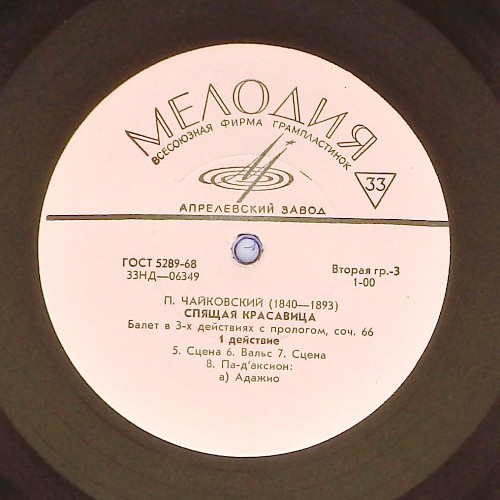 МЕЛОДИЯ
ВСЕСОЮЗНАЯ ФИРМА ГРАМПЛАСТИНОК
33
АПРЕЛЕВСКИЙ ЗАВОД
ГОСТ 5289-68
33НД—06349
Вторая гр.-3
1-00
П. ЧАЙКОВСКИЙ (1840—1893)
СПЯЩАЯ КРАСАВИЦА
Балет в 3-х действиях с прологом, соч. 66
1 действие
5. Сцена 6. Вальс 7. Сцена
8. Па-д'аксион:
а) Адажио